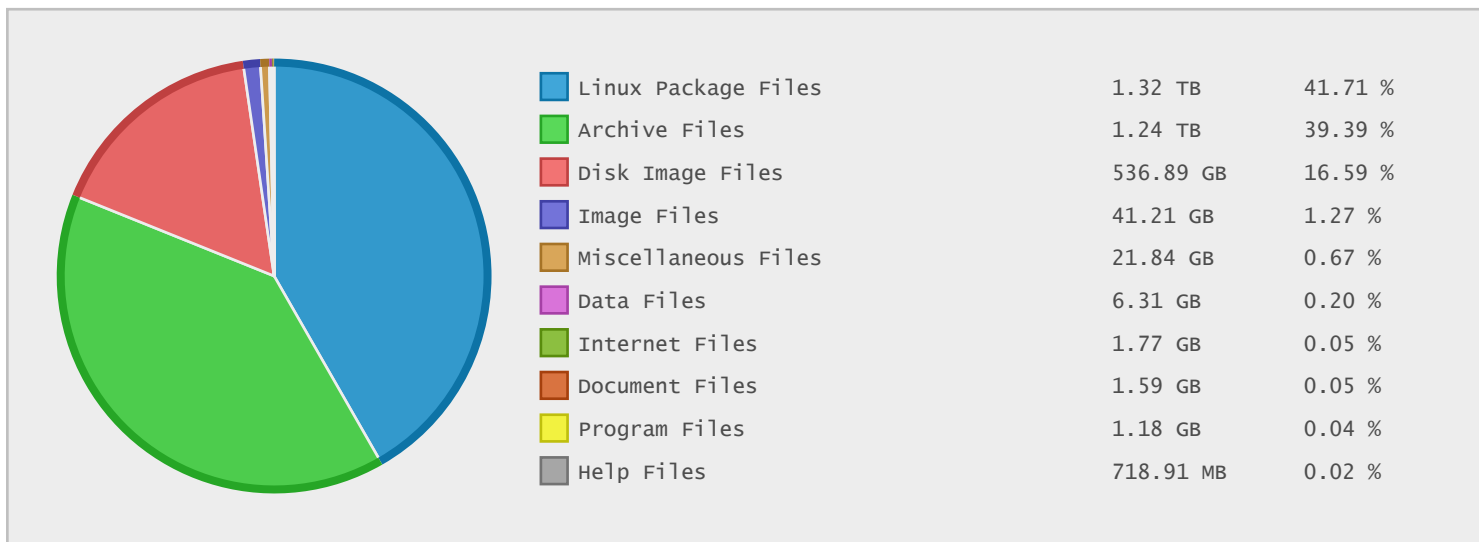 Linux Package Files 1.32 TB 41.71 %
Archive Files 1.24 TB 39.39 %
Disk Image Files 536.89 GB 16.59 %
Image Files 41.21 GB 1.27 %
Miscellaneous Files 21.84 GB 0.67 %
Data Files 6.31 GB 0.20 %
Internet Files 1.77 GB 0.05 %
Document Files 1.59 GB 0.05 %
Program Files 1.18 GB 0.04 %
Help Files 718.91 MB 0.02 %